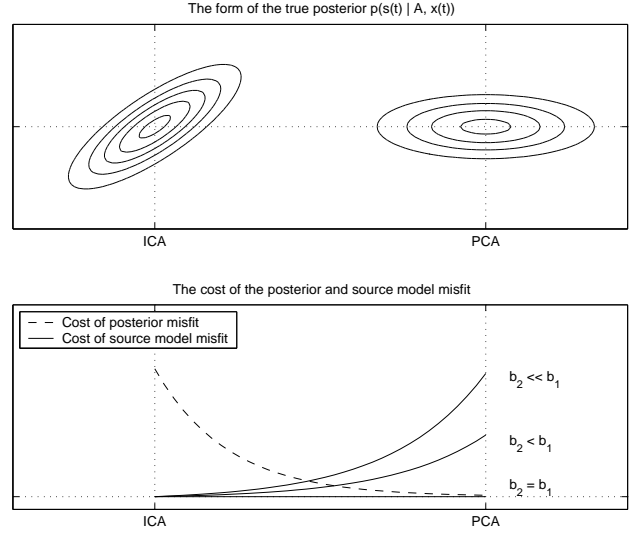 The form of the true posterior p(s(t) | A, x(t))
ICA PCA
The cost of the posterior and source model misfit
Cost of posterior misfit
Cost of source model misfit
b2 << b1
b2 < b1
b2 = b1
ICA PCA